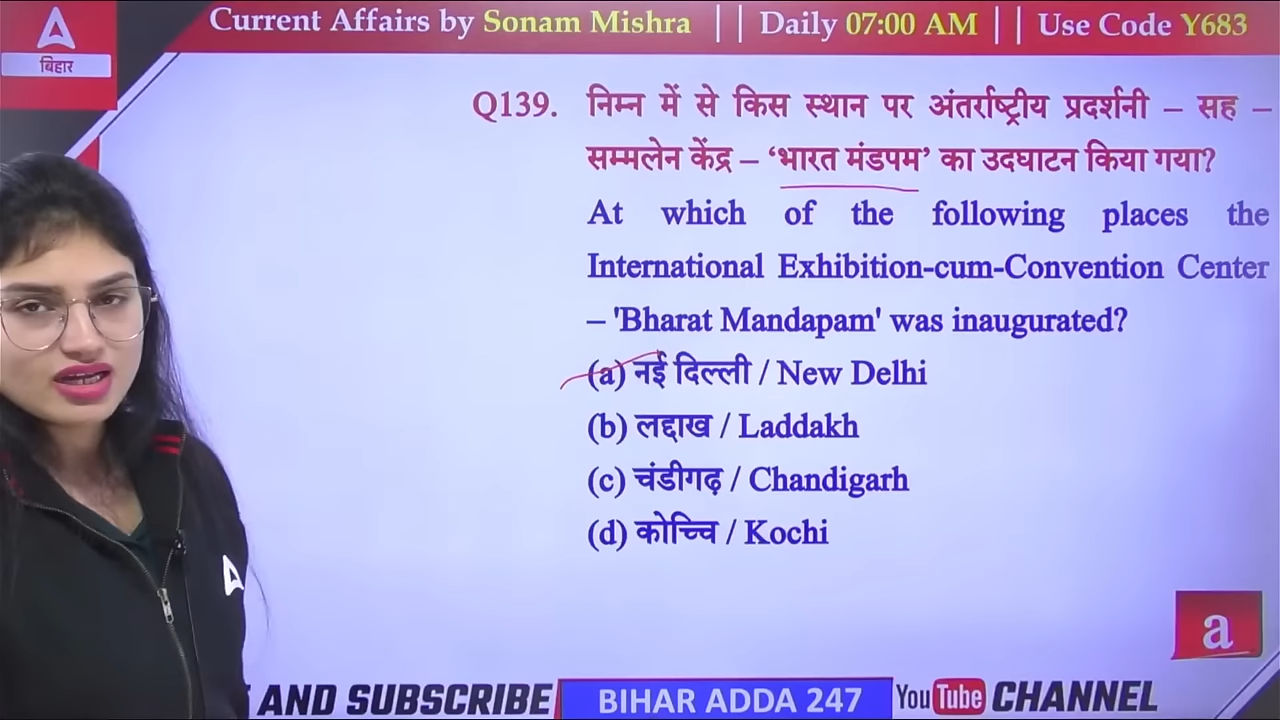 Current Affairs by Sonam Mishra || Daily 07:00 AM || Use Code Y683
बिहार
Q139. निम्न में से किस स्थान पर अंतर्राष्ट्रीय प्रदर्शनी – सह –
सम्मलेन केंद्र – ‘भारत मंडपम’ का उदघाटन किया गया?
At which of the following places the
International Exhibition-cum-Convention Center
– 'Bharat Mandapam' was inaugurated?
(a) नई दिल्ली / New Delhi
(b) लद्दाख / Laddakh
(c) चंडीगढ़ / Chandigarh
(d) कोच्चि / Kochi
a
AND SUBSCRIBE BIHAR ADDA 247 YouTube CHANNEL